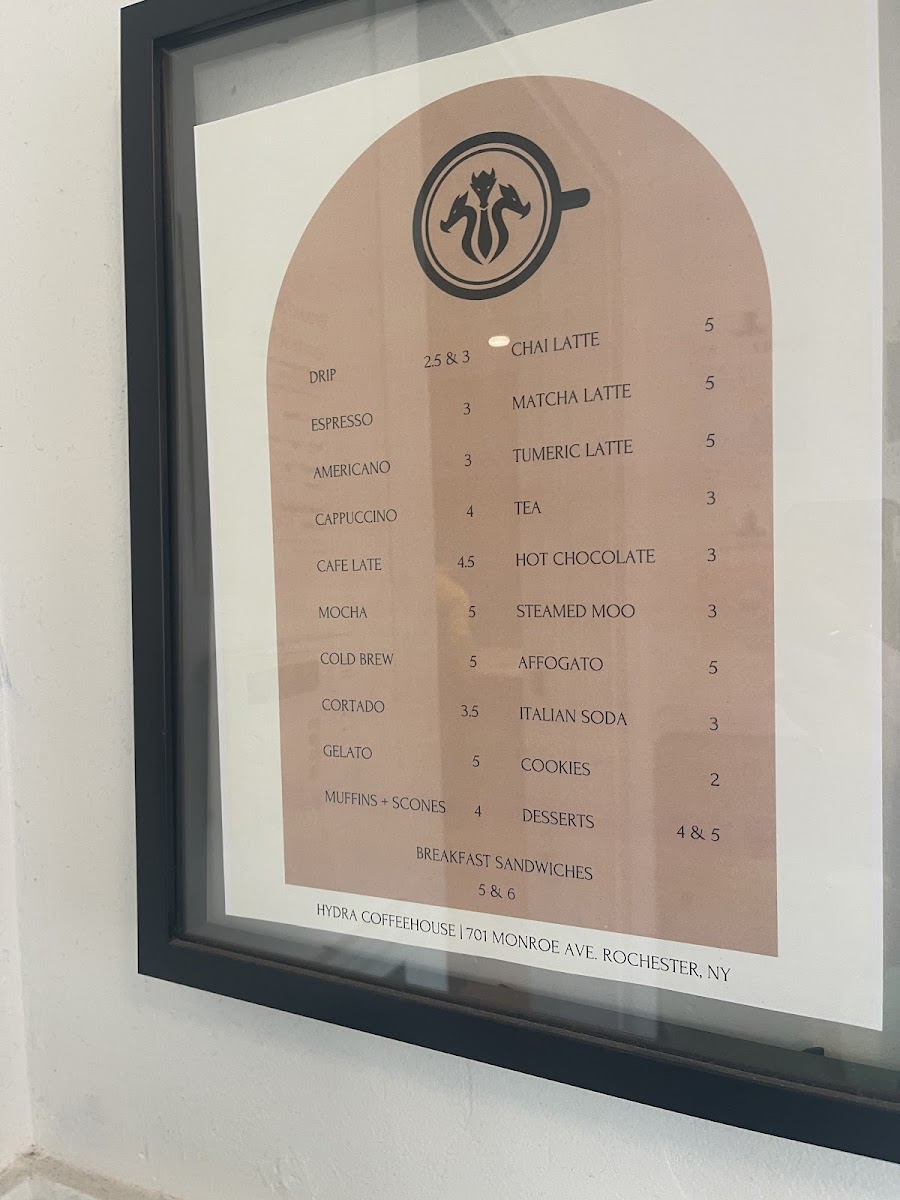 DRIP 2.5 & 3
ESPRESSO 3
AMERICANO 3
CAPPUCCINO 4
CAFE LATE 4.5
MOCHA 5
COLD BREW 5
CORTADO 3.5
GELATO 5
MUFFINS + SCONES 4
CHAI LATTE 5
MATCHA LATTE 5
TUMERIC LATTE 5
TEA 3
HOT CHOCOLATE 3
STEAMED MOO 3
AFFOGATO 5
ITALIAN SODA 3
COOKIES 2
DESSERTS 4 & 5
BREAKFAST SANDWICHES
5 & 6
HYDRA COFFEEHOUSE | 701 MONROE AVE. ROCHESTER, NY